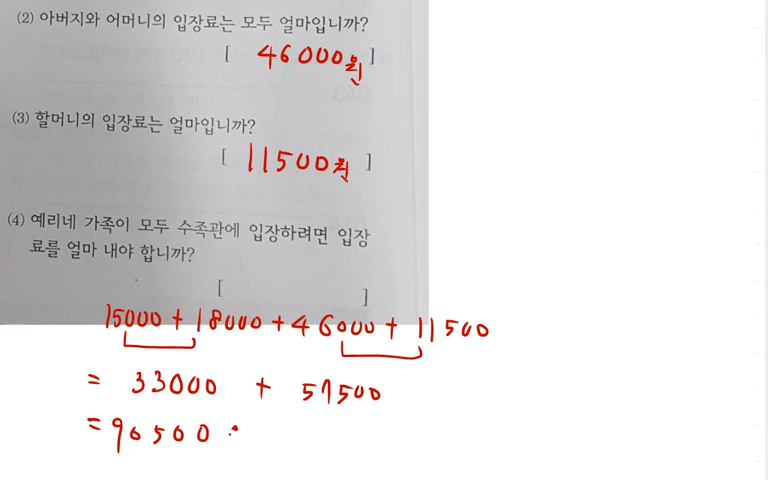 (2) 아버지와 어머니의 입장료는 모두 얼마입니까?
[ 46000원 ]
(3) 할머니의 입장료는 얼마입니까?
[ 11500원 ]
(4) 예리네 가족이 모두 수족관에 입장하려면 입장
료를 얼마 내야 합니까?
[ ]
15000 + 18000 + 46000 + 11500
= 33000 + 57500
= 90500